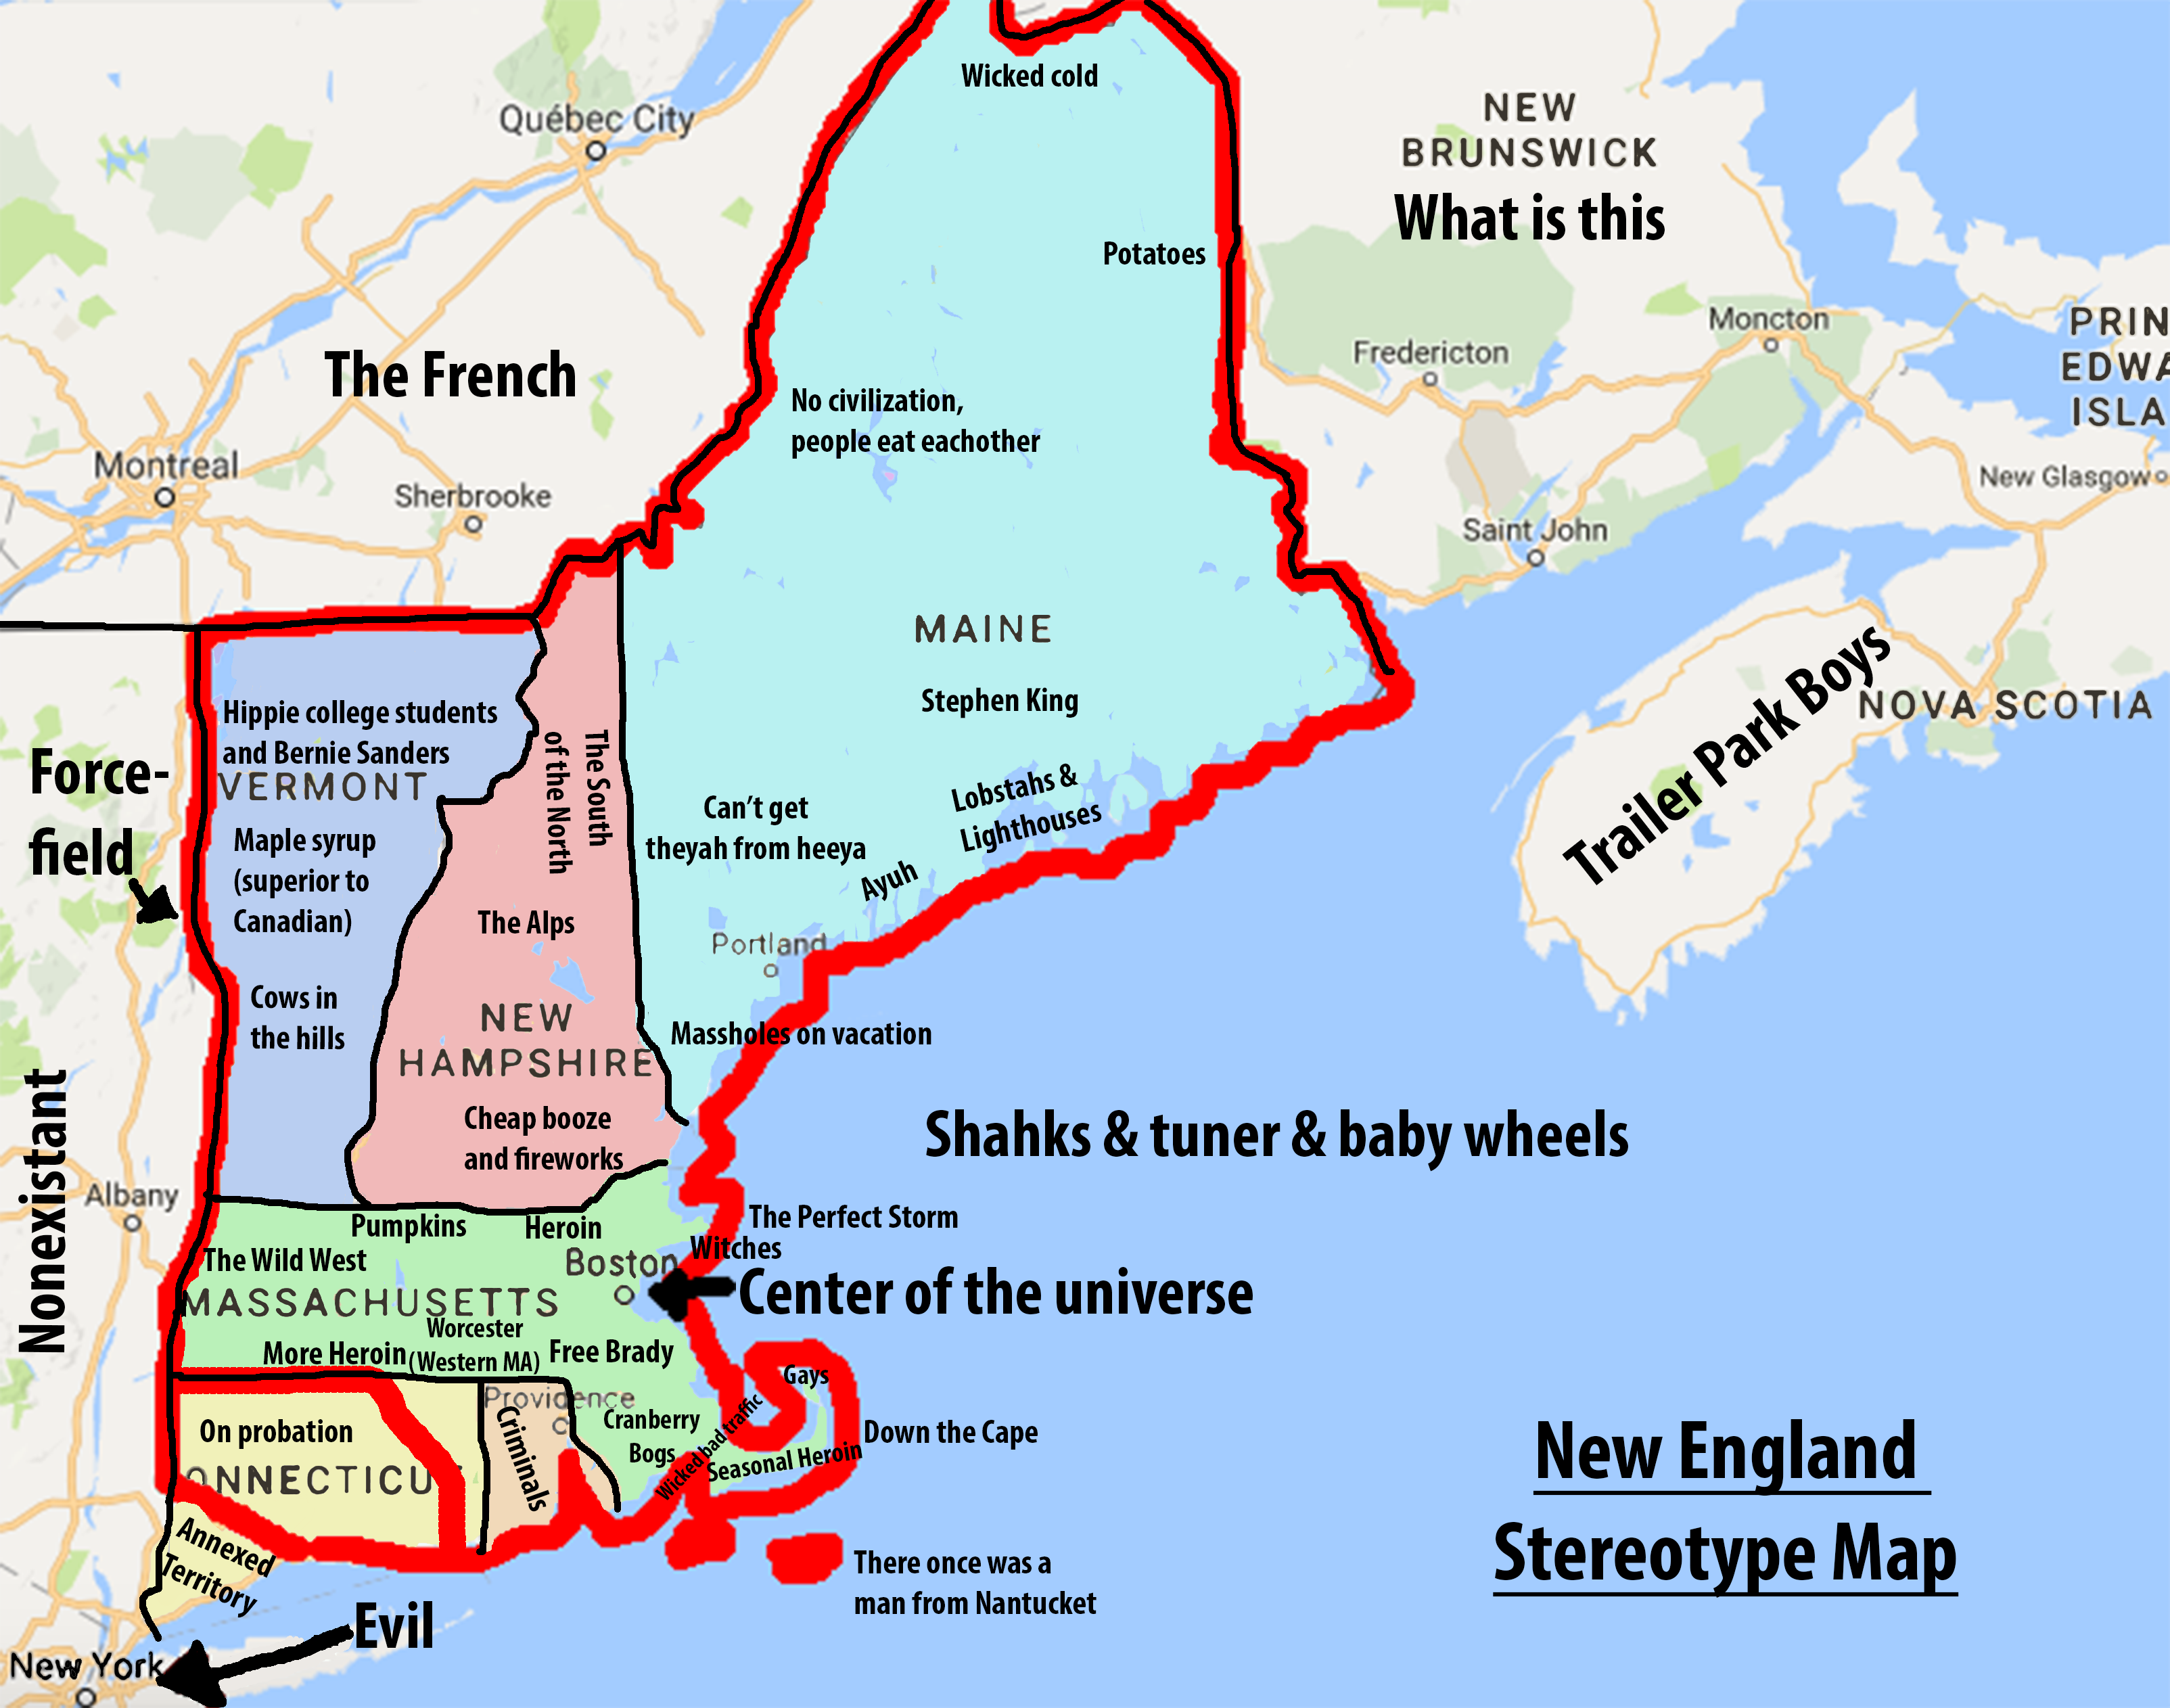 Wicked cold
NEW
BRUNSWICK
What is this
Québec City
Potatoes
Moncton
PRIN
EDWA
ISLA
Fredericton
The French
No civilization,
people eat eachother
Montreal
Sherbrooke
New Glasgow
Saint John
MAINE
Stephen King
Trailer Park Boys
NOVA SCOTIA
Hippie college students
and Bernie Sanders
VERMONT
Force-
field
The South
of the North
Maple syrup
(superior to
Canadian)
Can't get
theyah from heeya
Lobstahs &
Lighthouses
Ayuh
The Alps
Portland
Cows in
the hills
NEW
HAMPSHIRE
Massholes on vacation
Nonexistant
Cheap booze
and fireworks
Shahks & tuner & baby wheels
Albany
Pumpkins
Heroin
The Perfect Storm
Witches
The Wild West
Boston
Center of the universe
MASSACHUSETTS
Worcester
(Western MA)
More Heroin
Free Brady
Gays
Providence
Criminals
Cranberry
Bogs
Wicked bad traffic
Seasonal Heroin
Down the Cape
On probation
ONNECTICU
New England
Stereotype Map
Annexed
Territory
There once was a
man from Nantucket
Evil
New York